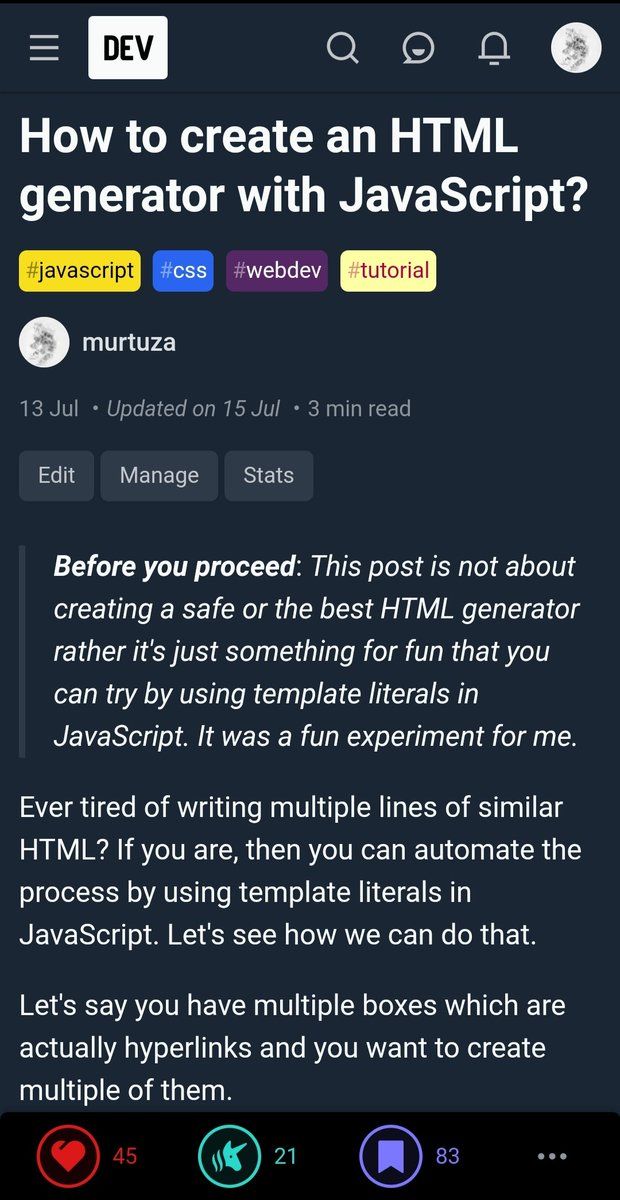 DEV
How to create an HTML
generator with JavaScript?
#javascript #css #webdev #tutorial
murtuza
13 Jul • Updated on 15 Jul • 3 min read
Edit Manage Stats
Before you proceed: This post is not about
creating a safe or the best HTML generator
rather it's just something for fun that you
can try by using template literals in
JavaScript. It was a fun experiment for me.
Ever tired of writing multiple lines of similar
HTML? If you are, then you can automate the
process by using template literals in
JavaScript. Let's see how we can do that.
Let's say you have multiple boxes which are
actually hyperlinks and you want to create
multiple of them.
45 21 83